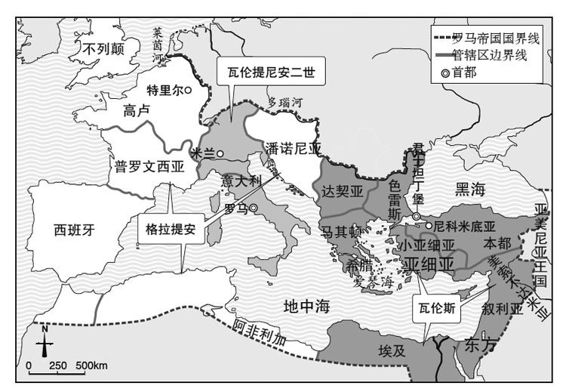 罗马帝国国界线
管辖区边界线
首都
不列颠
莱茵河
瓦伦提尼安二世
特里尔
高卢
多瑙河
米兰
潘诺尼亚
普罗文西亚
意大利
达契亚
色雷斯
君士坦丁堡
黑海
亚美尼亚王国
罗马
西班牙
格拉提安
马其顿
尼科米底亚
小亚细亚
本都
亚细亚
希腊
爱琴海
美索不达米亚
地中海
瓦伦斯
叙利亚
阿非利加
埃及
东方
N
0 250 500km